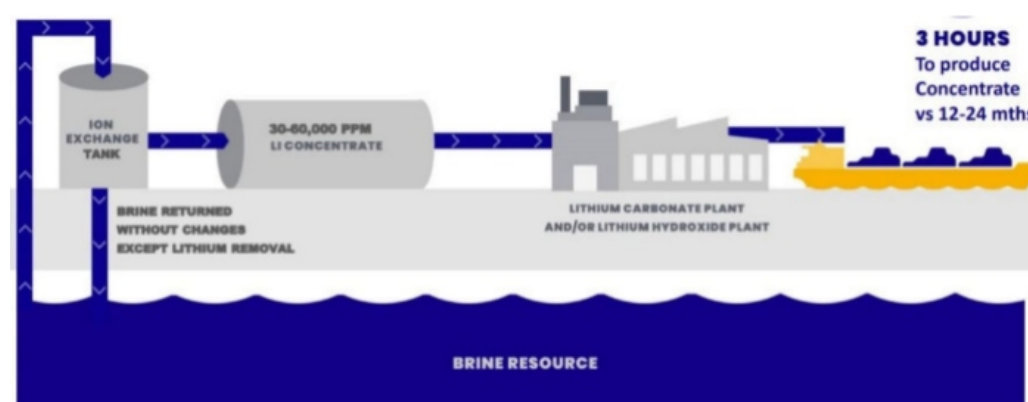 3 HOURS
To produce
Concentrate
vs 12-24 mths
ION
EXCHANGE
TANK
30-60,000 PPM
LI CONCENTRATE
BRINE RETURNED
WITHOUT CHANGES
EXCEPT LITHIUM REMOVAL
LITHIUM CARBONATE PLANT
AND/OR LITHIUM HYDROXIDE PLANT
BRINE RESOURCE